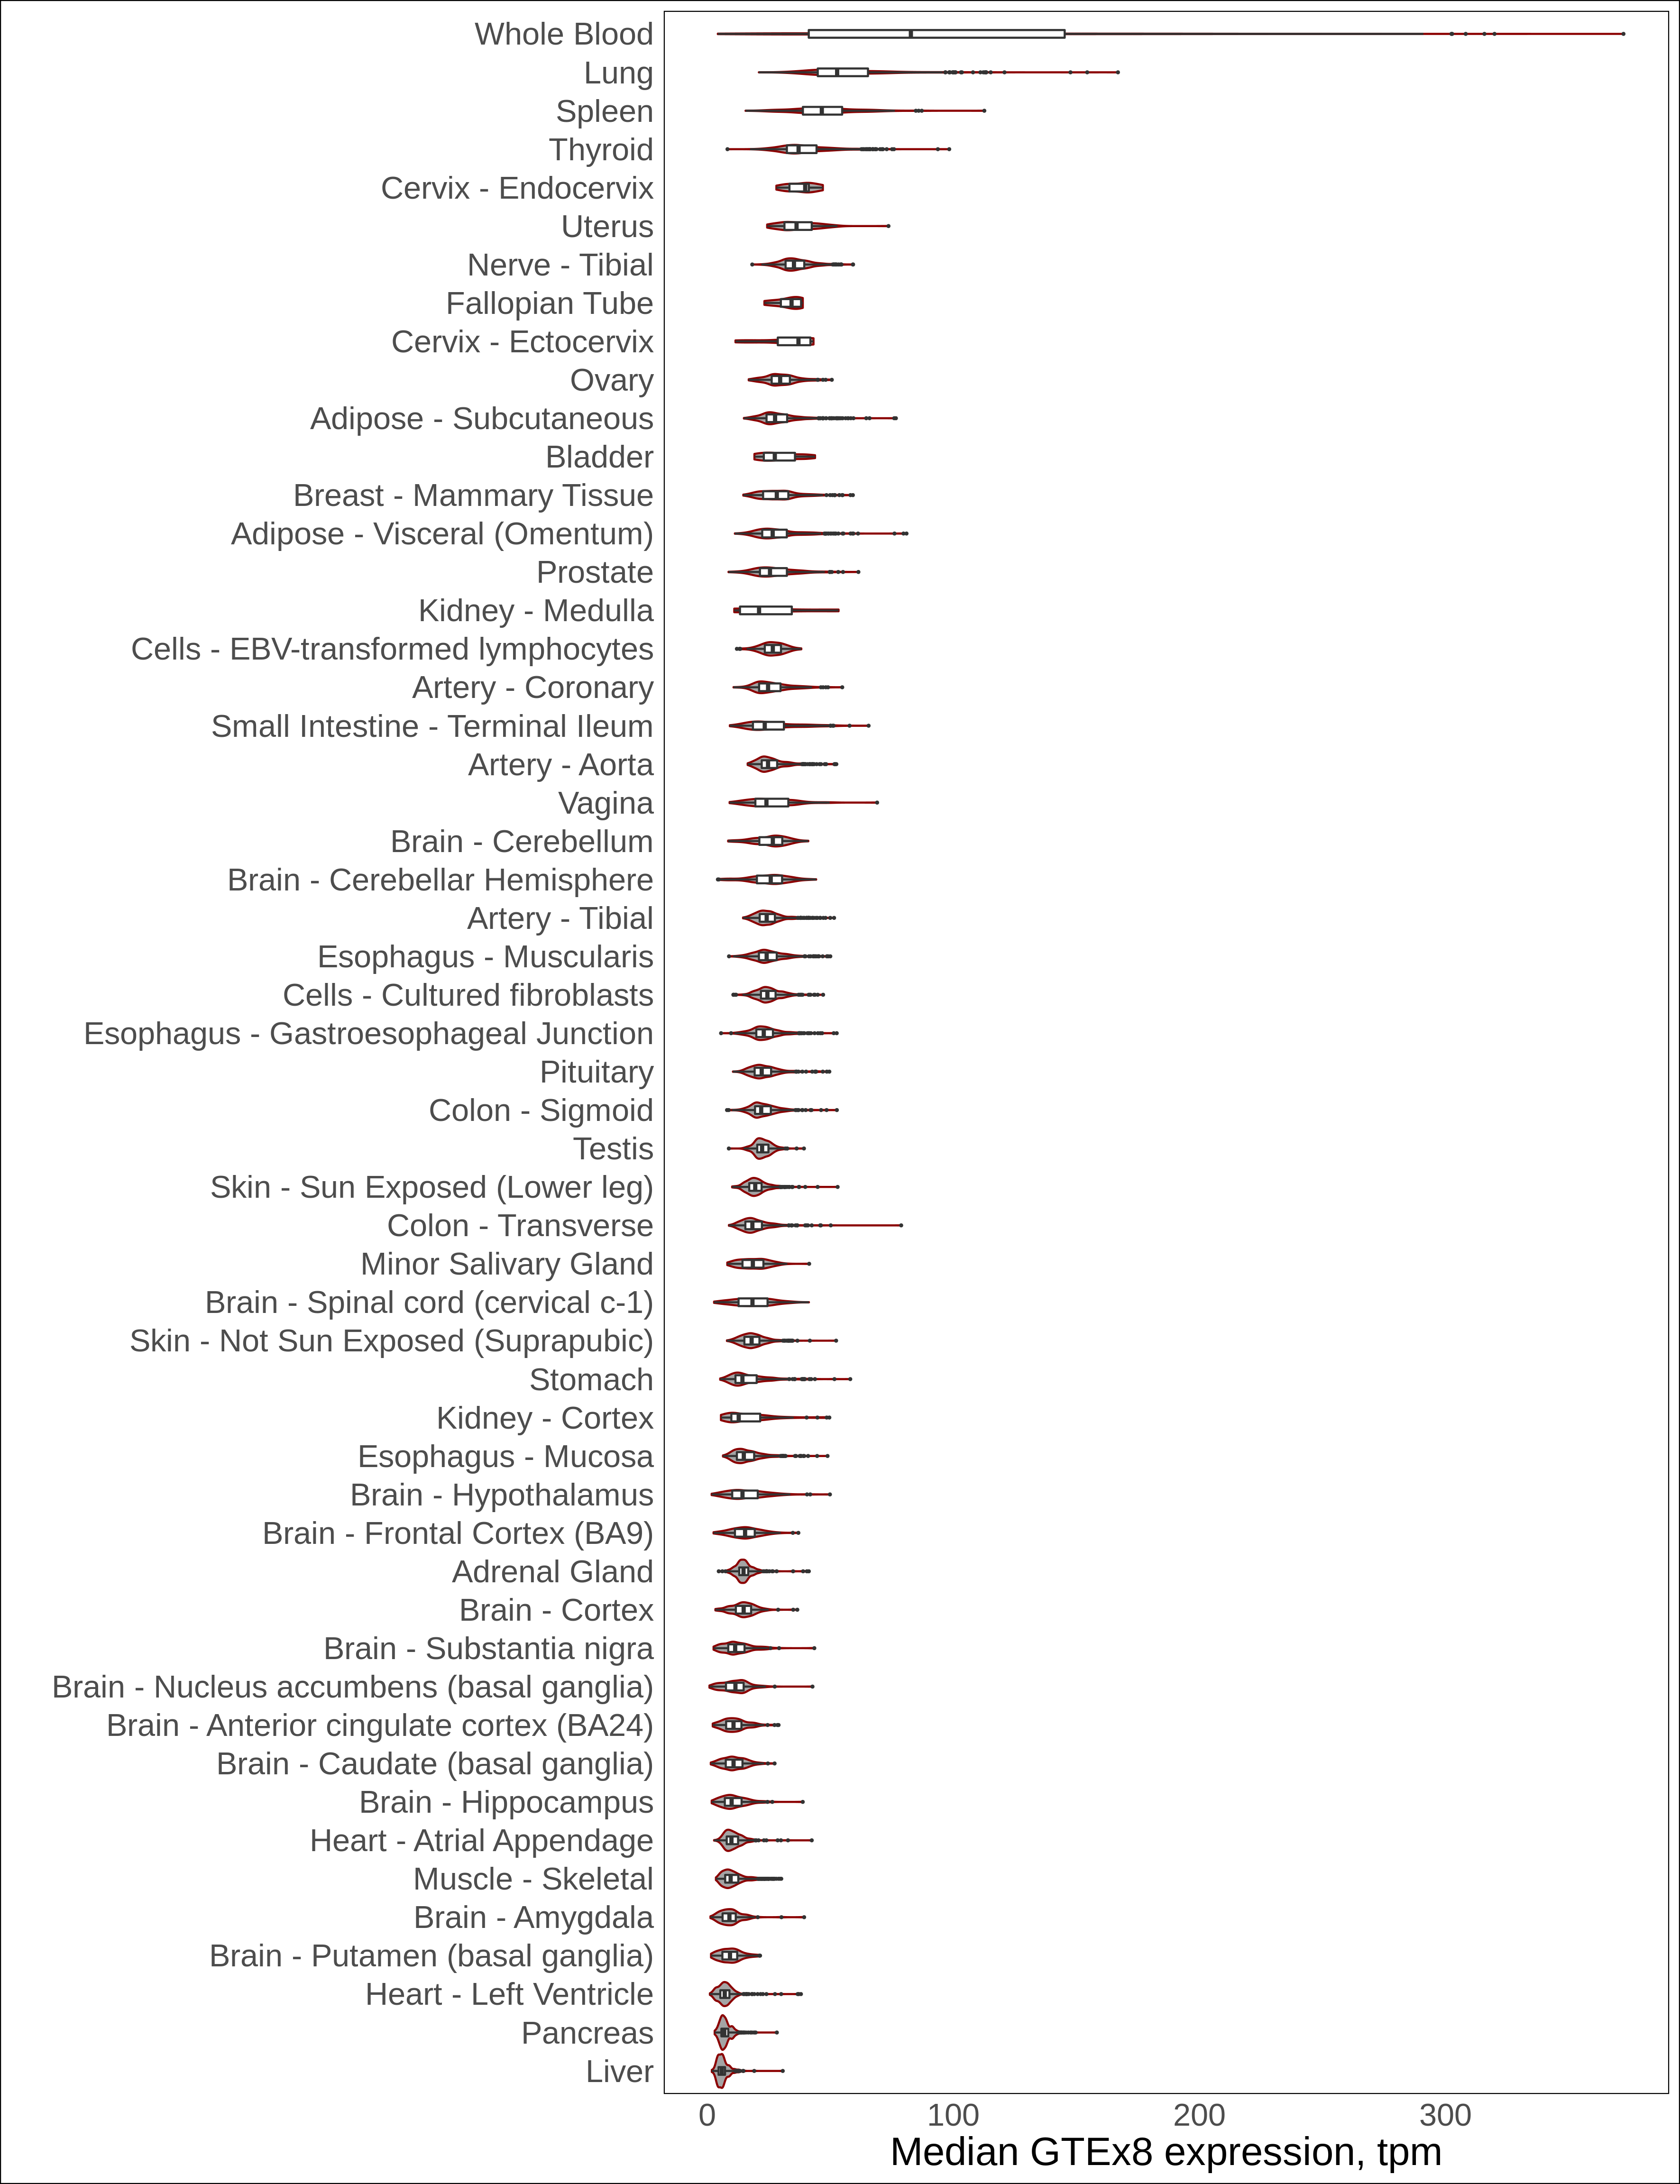 Whole Blood
Lung
Spleen
Thyroid
Cervix - Endocervix
Uterus
Nerve - Tibial
Fallopian Tube
Cervix - Ectocervix
Ovary
Adipose - Subcutaneous
Bladder
Breast - Mammary Tissue
Adipose - Visceral (Omentum)
Prostate
Kidney - Medulla
Cells - EBV-transformed lymphocytes
Artery - Coronary
Small Intestine - Terminal Ileum
Artery - Aorta
Vagina
Brain - Cerebellum
Brain - Cerebellar Hemisphere
Artery - Tibial
Esophagus - Muscularis
Cells - Cultured fibroblasts
Esophagus - Gastroesophageal Junction
Pituitary
Colon - Sigmoid
Testis
Skin - Sun Exposed (Lower leg)
Colon - Transverse
Minor Salivary Gland
Brain - Spinal cord (cervical c-1)
Skin - Not Sun Exposed (Suprapubic)
Stomach
Kidney - Cortex
Esophagus - Mucosa
Brain - Hypothalamus
Brain - Frontal Cortex (BA9)
Adrenal Gland
Brain - Cortex
Brain - Substantia nigra
Brain - Nucleus accumbens (basal ganglia)
Brain - Anterior cingulate cortex (BA24)
Brain - Caudate (basal ganglia)
Brain - Hippocampus
Heart - Atrial Appendage
Muscle - Skeletal
Brain - Amygdala
Brain - Putamen (basal ganglia)
Heart - Left Ventricle
Pancreas
Liver
0 100 200 300
Median GTEx8 expression, tpm